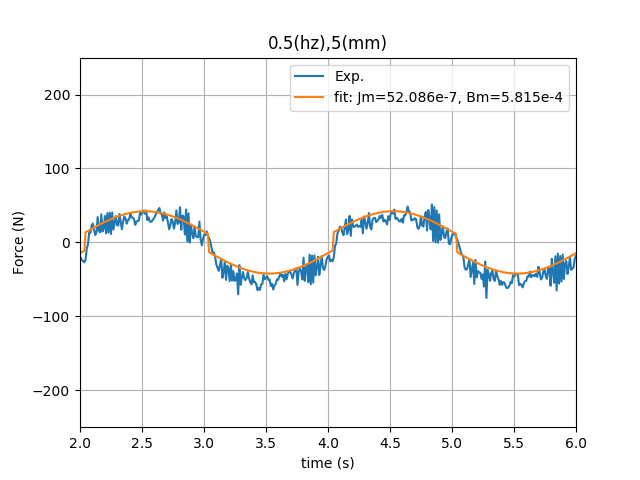 0.5(hz),5(mm)
Exp.
fit: Jm=52.086e-7, Bm=5.815e-4
Force (N)
200
100
0
−100
−200
2.0 2.5 3.0 3.5 4.0 4.5 5.0 5.5 6.0
time (s)